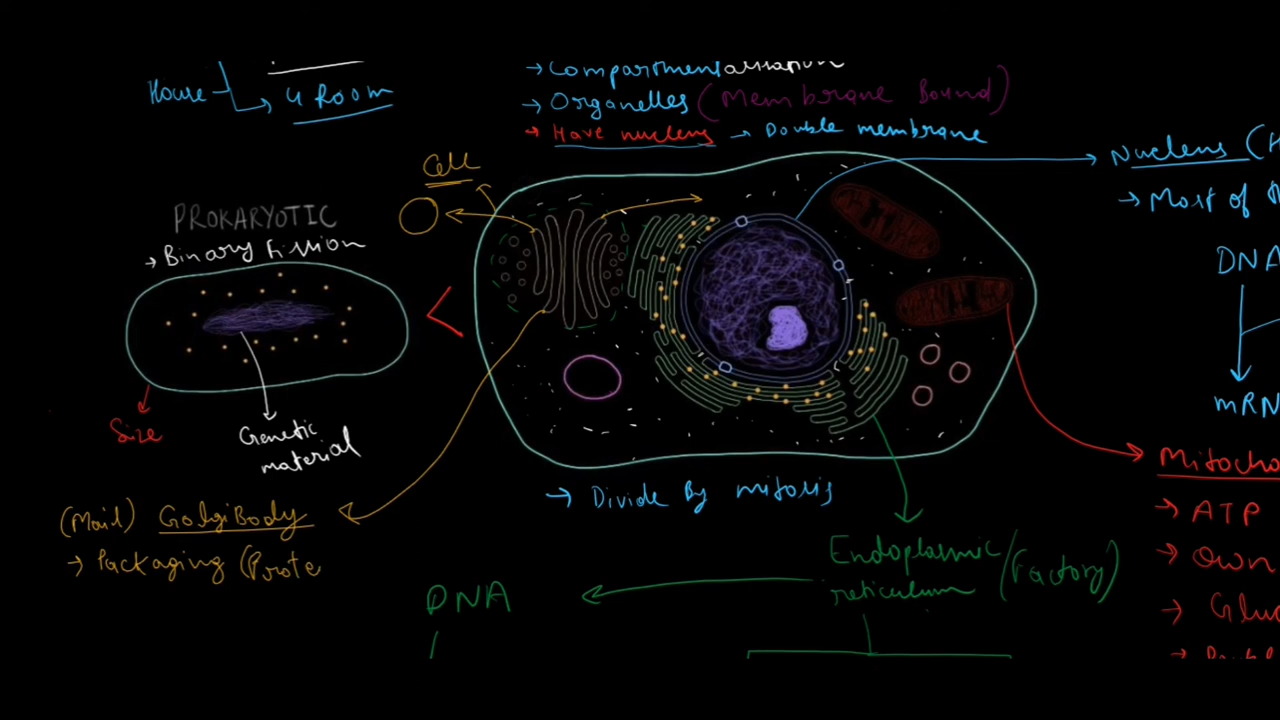 → Compartmentalisation
House → 4 Room
→ Organelles (Membrane Bound)
→ Have nucleus → Double membrane
Cell
Nucleus (
→ Most of
PROKARYOTIC
→ Binary Fission
DNA
<
Size
Genetic
material
mRN
→ Divide By mitosis
Mitocho
(Mail) Golgi Body
→ Packaging (Prote
→ ATP
Endoplasmic
reticulum /(Factory)
→ Own
DNA
→ Glu